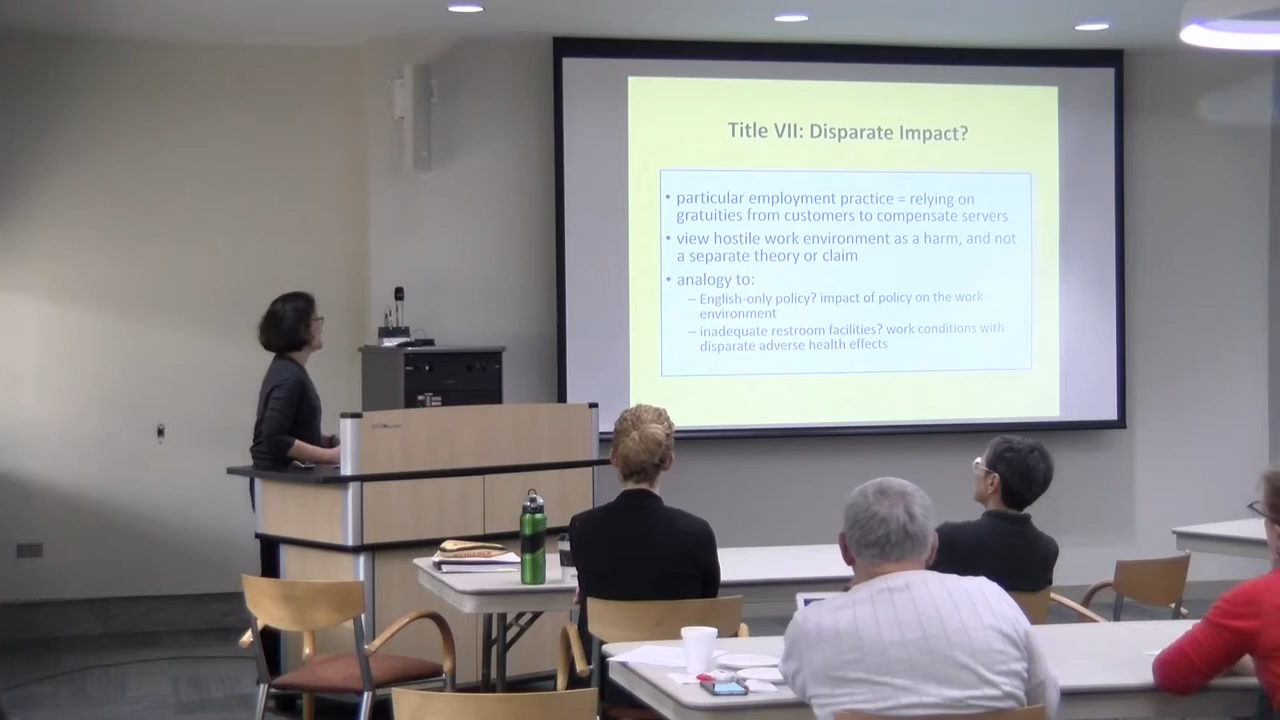 Title VII: Disparate Impact?
• particular employment practice = relying on
gratuities from customers to compensate servers
• view hostile work environment as a harm, and not
a separate theory or claim
• analogy to:
– English-only policy? impact of policy on the work
environment
– inadequate restroom facilities? work conditions with
disparate adverse health effects